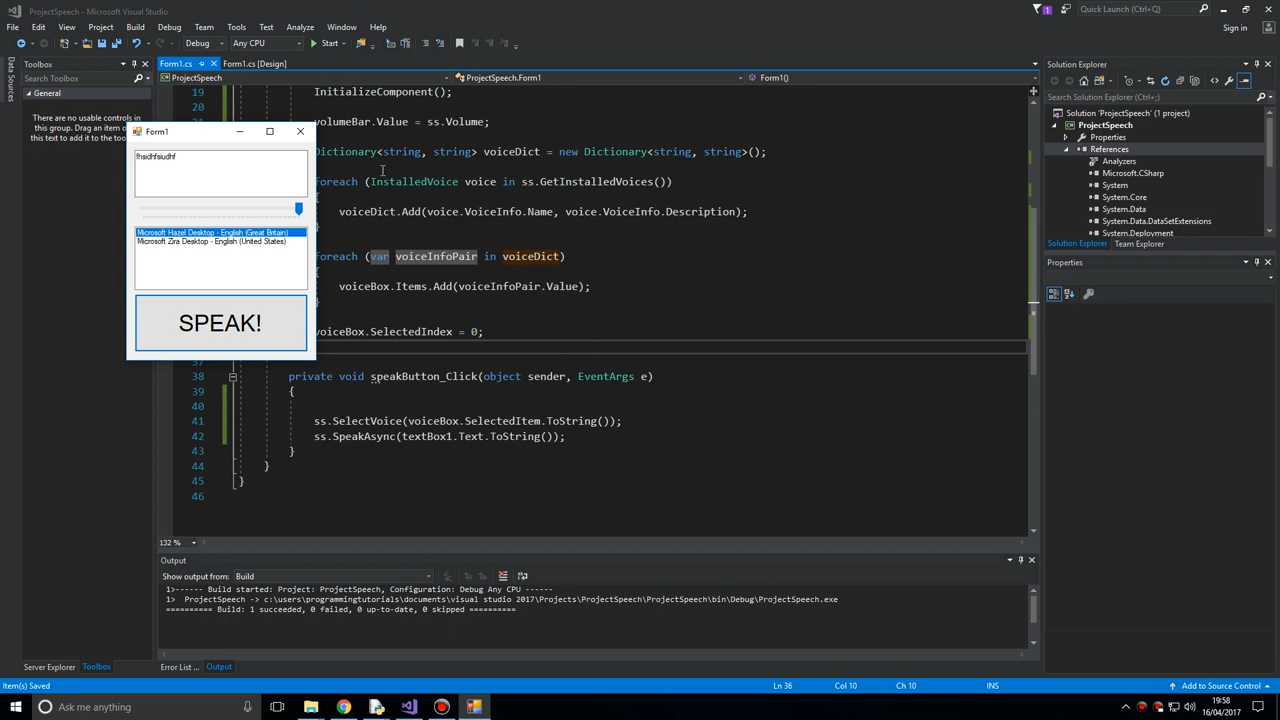 ProjectSpeech - Microsoft Visual Studio
1
Quick Launch (Ctrl+Q)
File Edit View Project Build Debug Team Tools Test Analyze Window Help
Sign in
Debug Any CPU Start
Form1.cs Form1.cs [Design]
Toolbox
Search Toolbox
General
There are no usable controls in
this group. Drag an item onto
this text to add it to the toolbox.
Data Sources
ProjectSpeech ProjectSpeech.Form1 Form1()
19 InitializeComponent();
20
volumeBar.Value = ss.Volume;
Dictionary<string, string> voiceDict = new Dictionary<string, string>();
foreach (InstalledVoice voice in ss.GetInstalledVoices())
{
voiceDict.Add(voice.VoiceInfo.Name, voice.VoiceInfo.Description);
}
foreach (var voiceInfoPair in voiceDict)
{
voiceBox.Items.Add(voiceInfoPair.Value);
}
voiceBox.SelectedIndex = 0;
37
38 private void speakButton_Click(object sender, EventArgs e)
39 {
40
41 ss.SelectVoice(voiceBox.SelectedItem.ToString());
42 ss.SpeakAsync(textBox1.Text.ToString());
43 }
44 }
45 }
46
Form1
fhsidhfsiudhf
Microsoft Hazel Desktop - English (Great Britain)
Microsoft Zira Desktop - English (United States)
SPEAK!
132 %
Output
Show output from: Build
1>------ Build started: Project: ProjectSpeech, Configuration: Debug Any CPU ------
1> ProjectSpeech -> c:\users\programmingtutorials\documents\visual studio 2017\Projects\ProjectSpeech\ProjectSpeech\bin\Debug\ProjectSpeech.exe
========== Build: 1 succeeded, 0 failed, 0 up-to-date, 0 skipped ==========
Server Explorer Toolbox Error List ... Output
Solution Explorer
Search Solution Explorer (Ctrl+;)
Solution 'ProjectSpeech' (1 project)
ProjectSpeech
Properties
References
Analyzers
Microsoft.CSharp
System
System.Core
System.Data
System.Data.DataSetExtensions
System.Deployment
Solution Explorer Team Explorer
Properties
Item(s) Saved Ln 36 Col 10 Ch 10 INS Add to Source Control
Ask me anything
19:58
16/04/2017